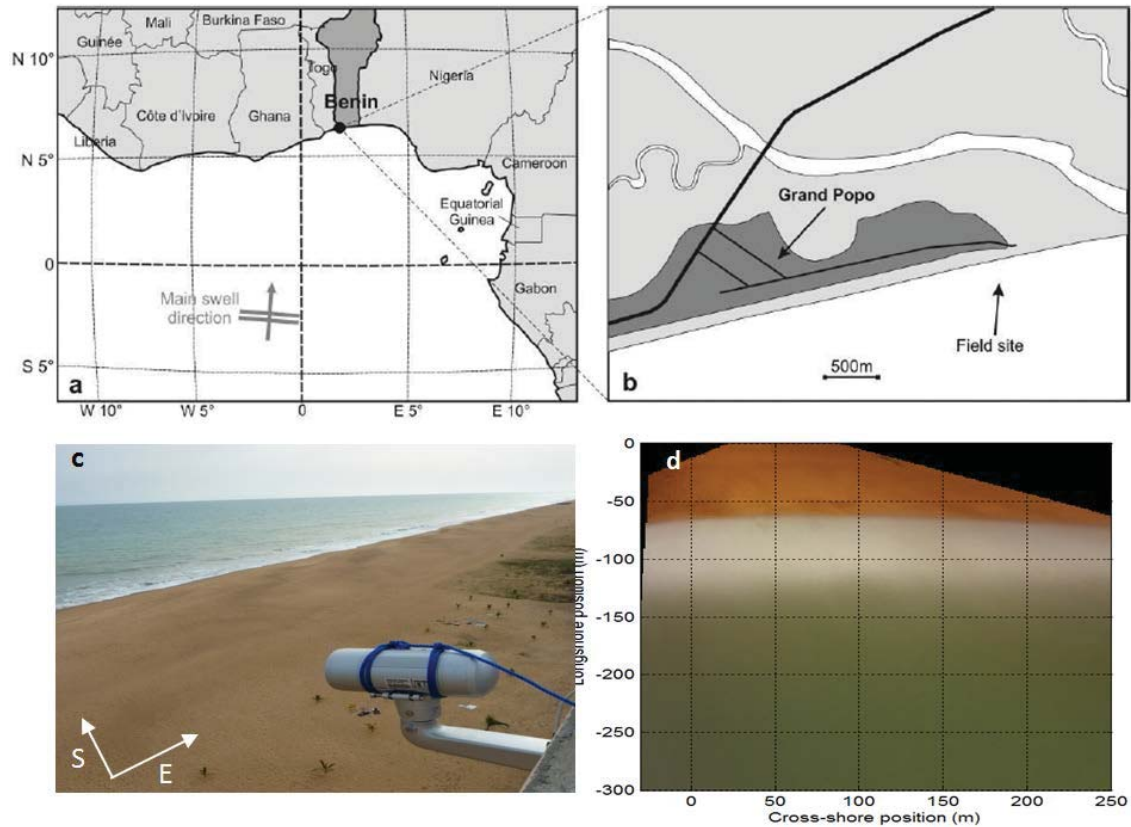 Mali
Burkina Faso
Guinée
N 10°
Togo
Nigeria
Benin
Côte d'Ivoire
Ghana
Liberia
N 5°
Cameroon
Equatorial
Guinea
0
Gabon
Main swell
direction
S 5°
a
W 10°
W 5°
0
E 5°
E 10°
Grand Popo
Field site
500m
b
c
S
E
d
0
-50
-100
-150
-200
-250
-300
Longshore position (m)
0
50
100
150
200
250
Cross-shore position (m)